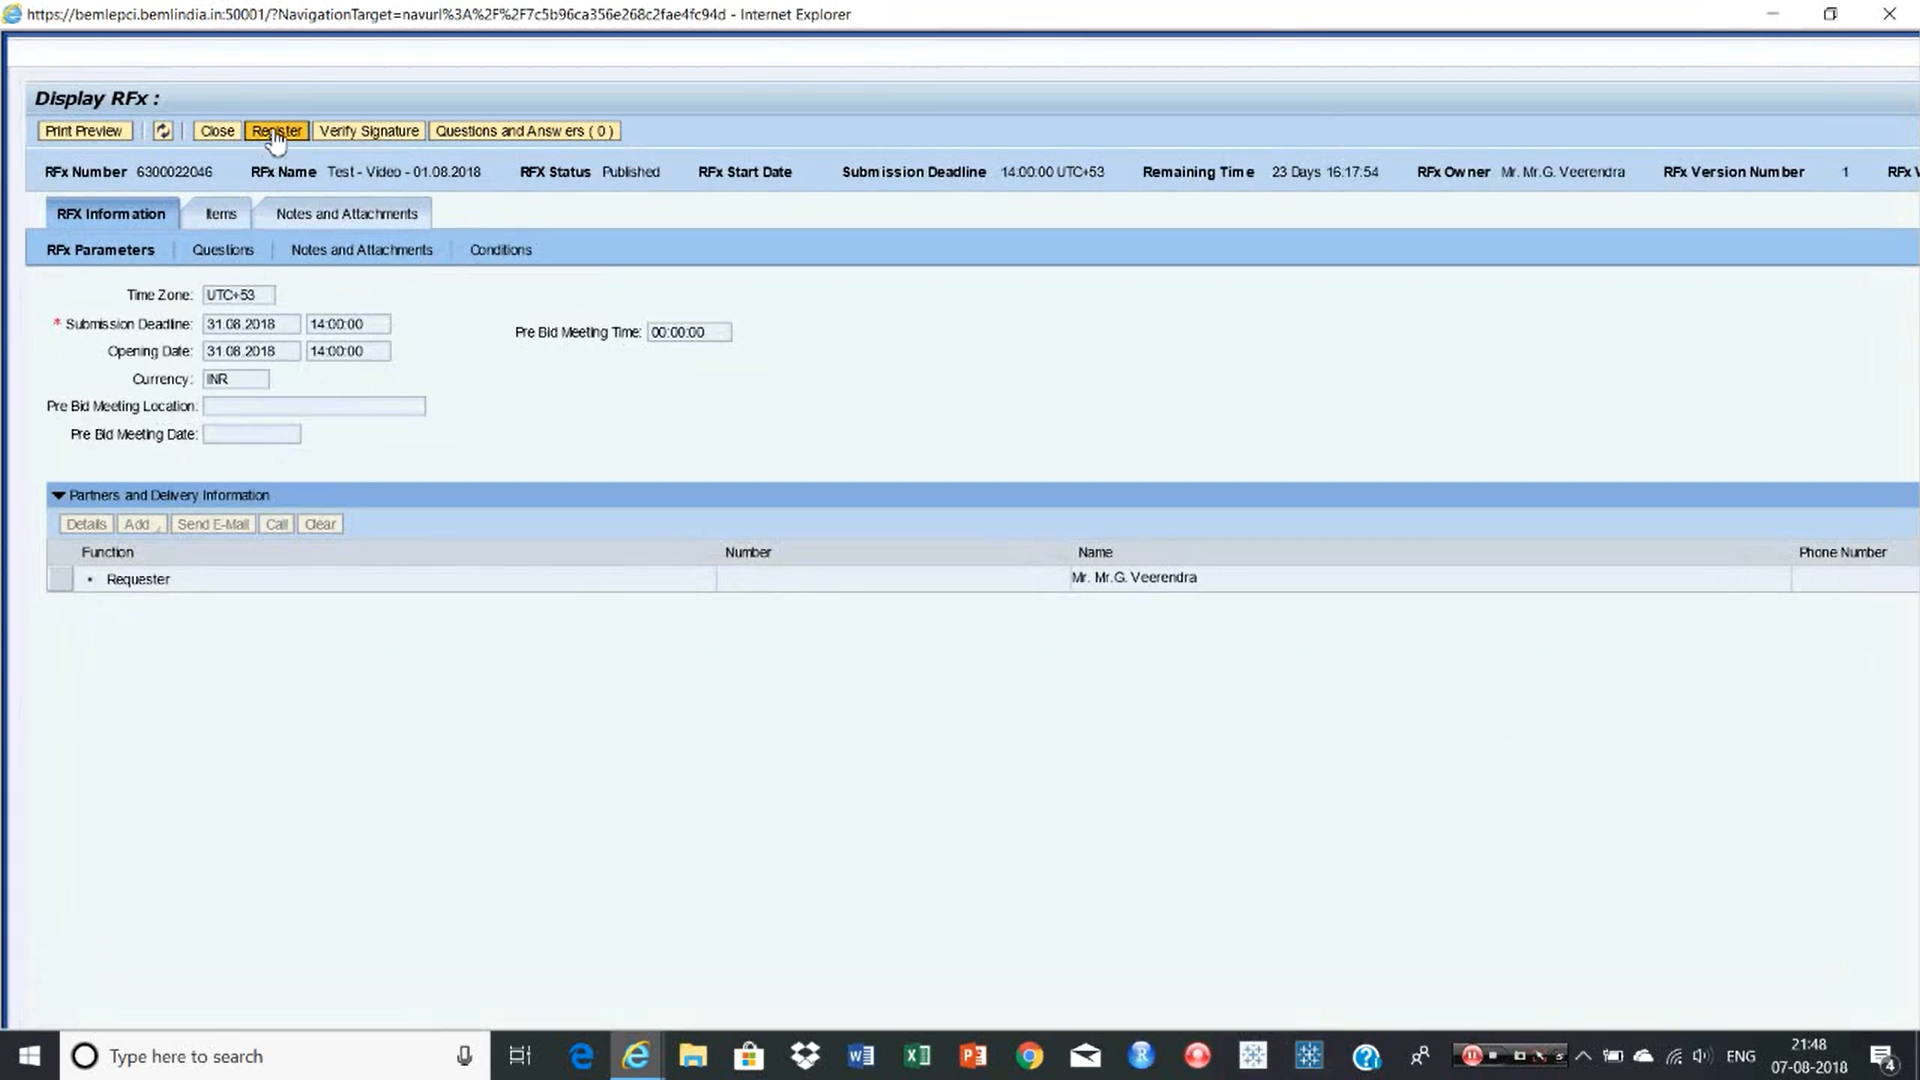 https://bemlepci.bemlindia.in:50001/?NavigationTarget=navurl%3A%2F%2F7c5b96ca356e268c2fae4fc94d - Internet Explorer
Display RFx :
Print Preview Close Register Verify Signature Questions and Answers ( 0 )
RFx Number 6300022046 RFx Name Test - Video - 01.08.2018 RFX Status Published RFx Start Date Submission Deadline 14:00:00 UTC+53 Remaining Time 23 Days 16:17:54 RFx Owner Mr. Mr.G. Veerendra RFx Version Number 1 RFx V
RFX Information Items Notes and Attachments
RFx Parameters Questions Notes and Attachments Conditions
Time Zone: UTC+53
* Submission Deadline: 31.08.2018 14:00:00 Pre Bid Meeting Time: 00:00:00
Opening Date: 31.08.2018 14:00:00
Currency: INR
Pre Bid Meeting Location:
Pre Bid Meeting Date:
Partners and Delivery Information
Details Add Send E-Mail Call Clear
Function Number Name Phone Number
• Requester Mr. Mr.G. Veerendra
Type here to search ENG 21:48
07-08-2018 4